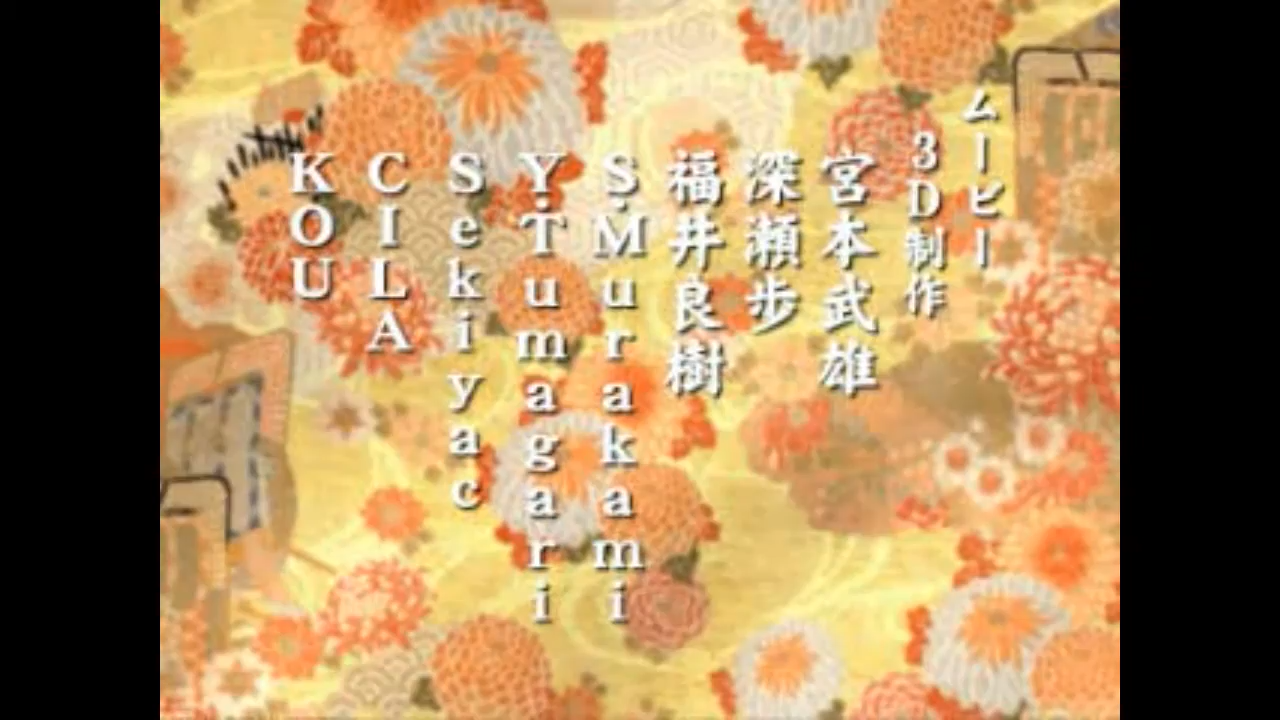 ムービー
3D制作
宮本武雄
深瀬歩
福井良樹
S.Murakami
Y.Tumagari
Sekiyac
CILA
KOU